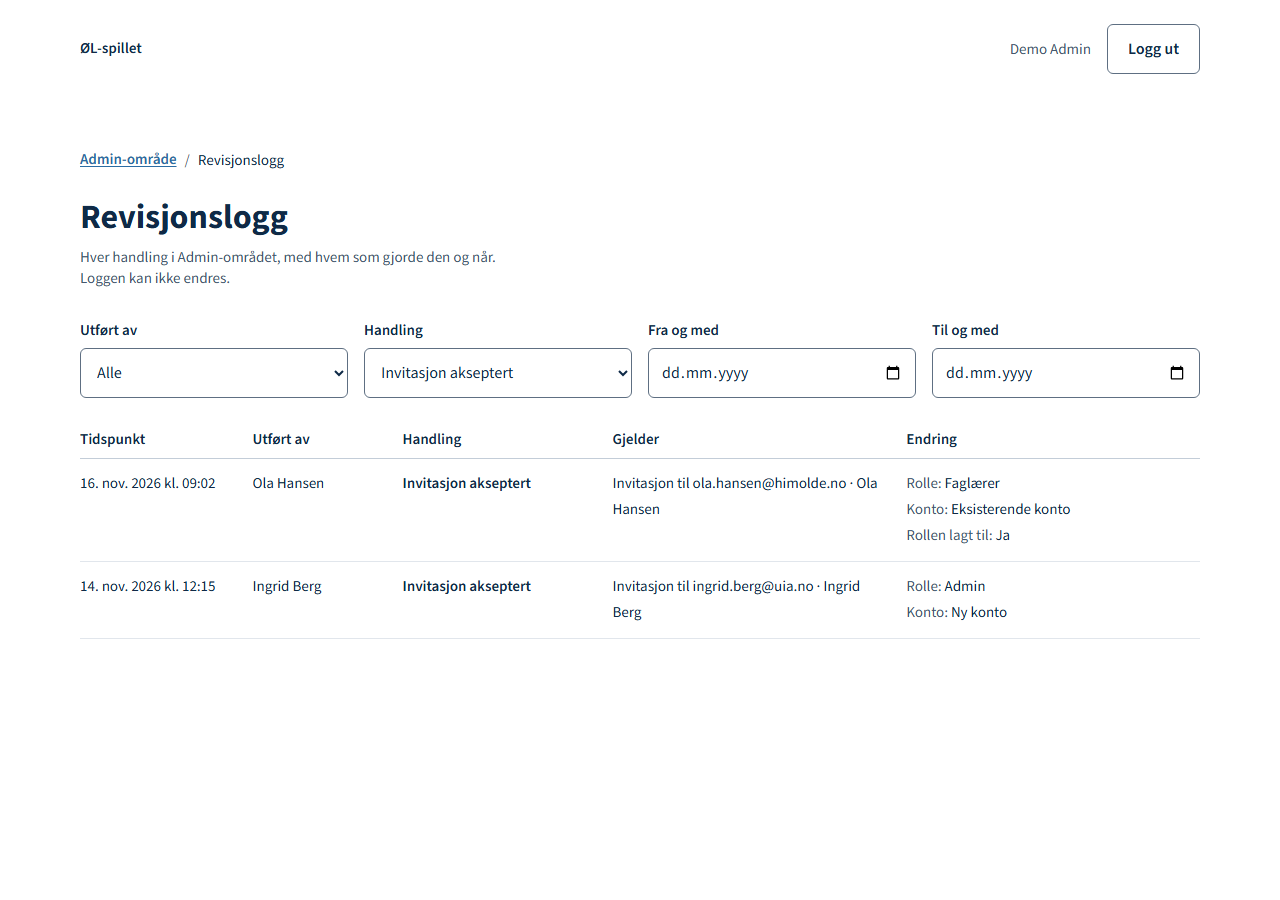 ØL-spillet
Demo Admin
Logg ut
Admin-område / Revisjonslogg
Revisjonslogg
Hver handling i Admin-området, med hvem som gjorde den og når.
Loggen kan ikke endres.
Utført av
Handling
Fra og med
Til og med
Alle
Invitasjon akseptert
dd.mm.yyyy
dd.mm.yyyy
Tidspunkt
Utført av
Handling
Gjelder
Endring
16. nov. 2026 kl. 09:02
Ola Hansen
Invitasjon akseptert
Invitasjon til ola.hansen@himolde.no · Ola
Hansen
Rolle: Faglærer
Konto: Eksisterende konto
Rollen lagt til: Ja
14. nov. 2026 kl. 12:15
Ingrid Berg
Invitasjon akseptert
Invitasjon til ingrid.berg@uia.no · Ingrid
Berg
Rolle: Admin
Konto: Ny konto